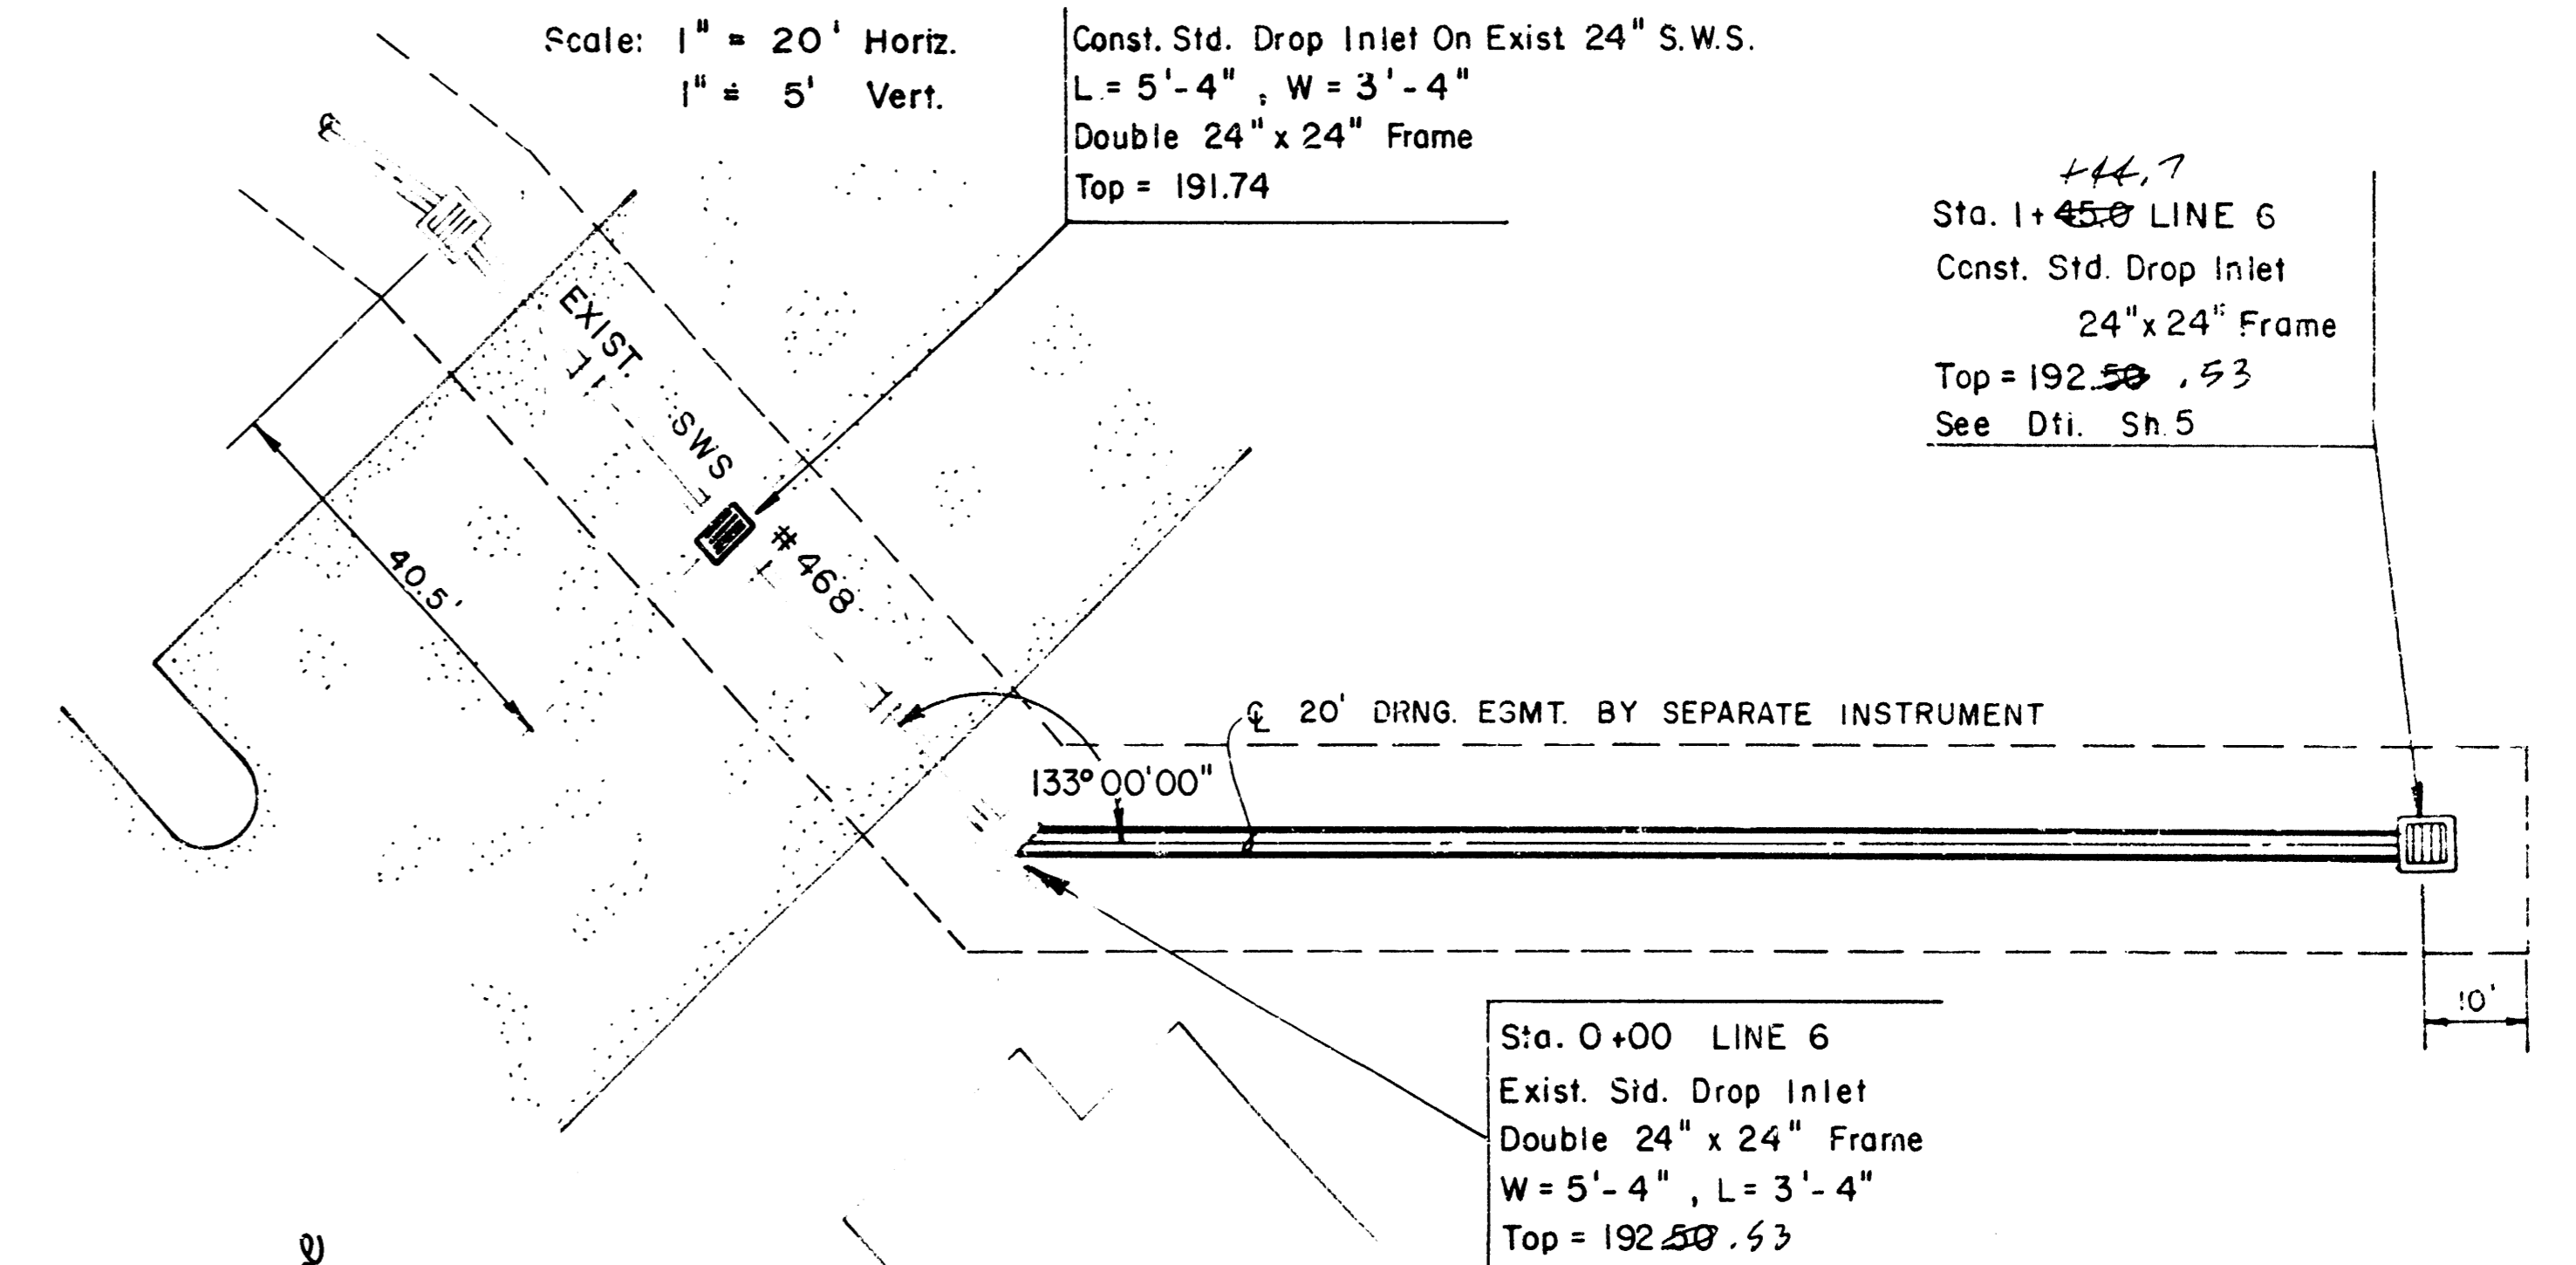 Scale: 1" = 20' Horiz.
1" = 5' Vert.
Const. Std. Drop Inlet On Exist 24" S.W.S.
L = 5'-4" , W = 3'-4"
Double 24" x 24" Frame
Top = 191.74
+44.7
Sta. 1+45.0 LINE 6
Const. Std. Drop Inlet
24" x 24" Frame
Top = 192.50 .53
See Dtl. Sh. 5
℄
EXIST.
SWS
#468
40.5'
℄ 20' DRNG. ESMT. BY SEPARATE INSTRUMENT
133°00'00"
10'
Sta. 0+00 LINE 6
Exist. Std. Drop Inlet
Double 24" x 24" Frame
W = 5'-4" , L = 3'-4"
Top = 192.50 .53